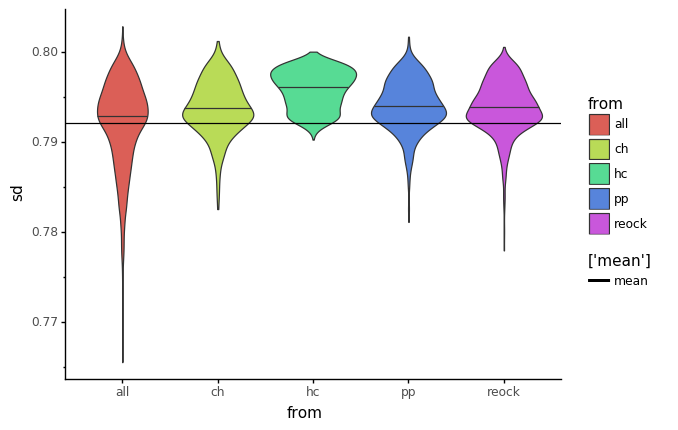 0.80
0.79
0.78
0.77
sd
all
ch
hc
pp
reock
from
from
all
ch
hc
pp
reock
['mean']
mean